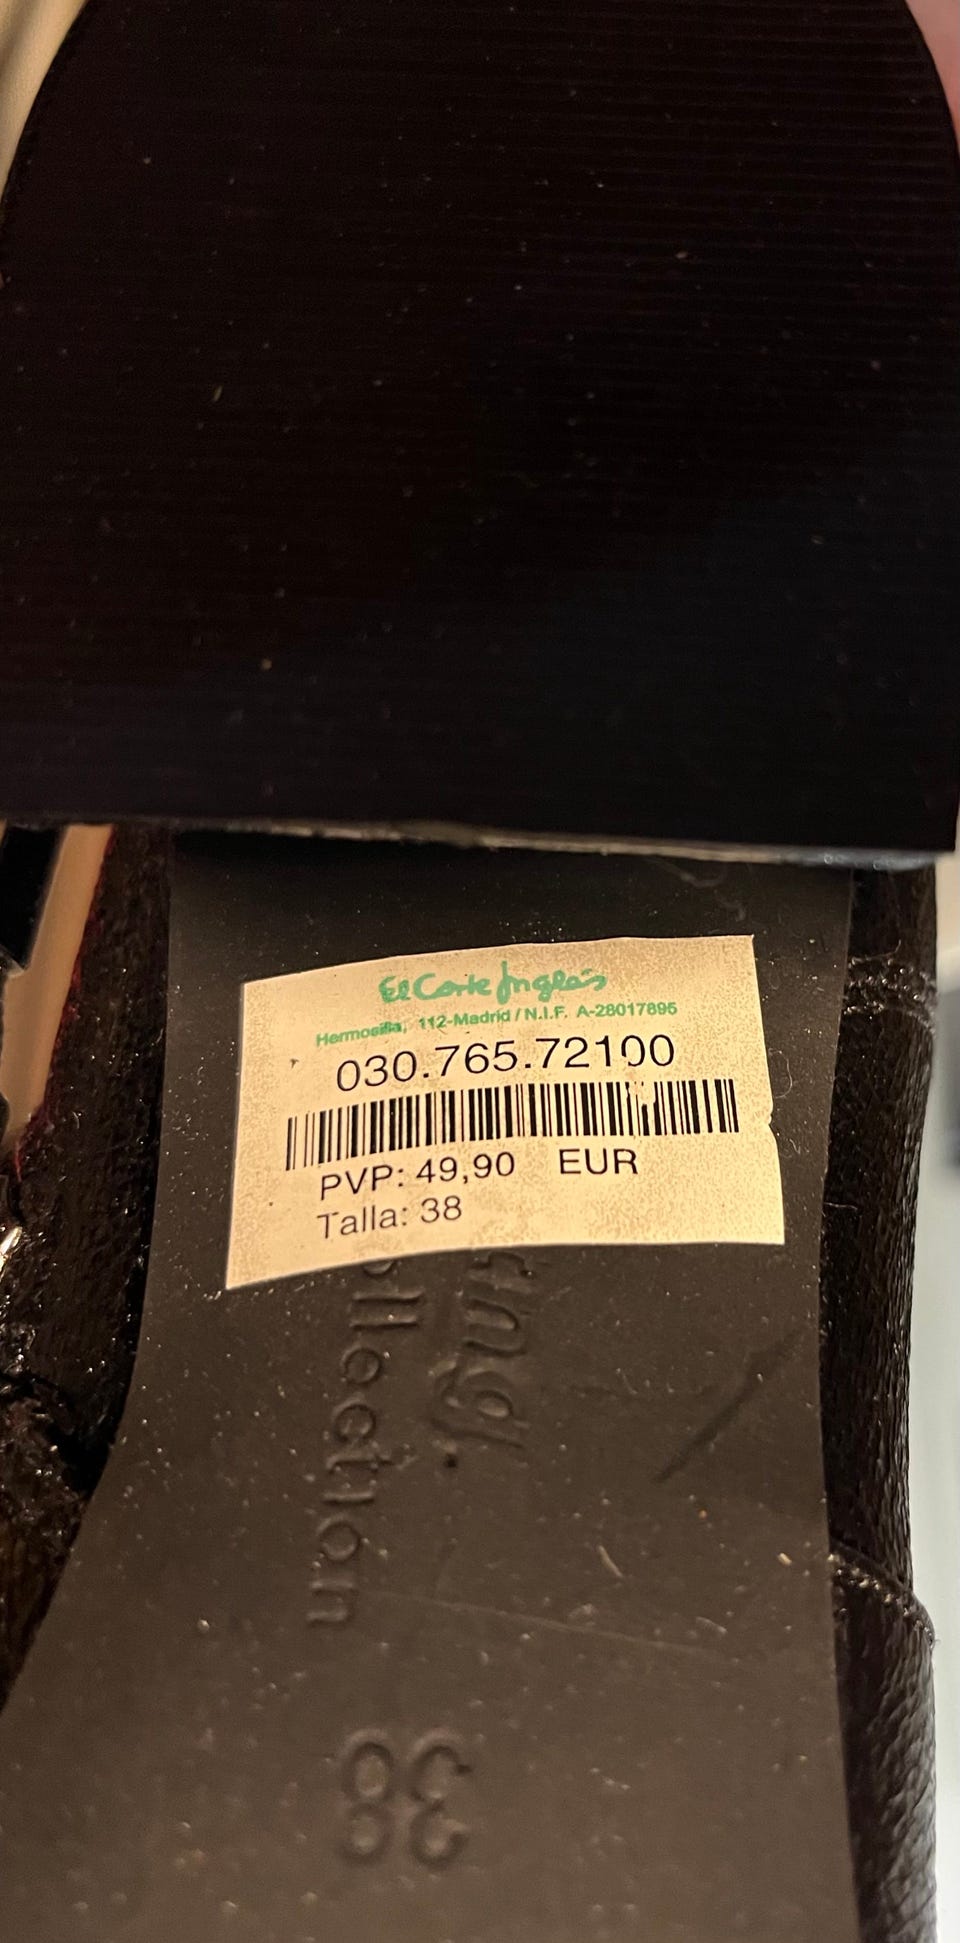 El Corte Inglés
Hermosilla, 112-Madrid / N.I.F. A-28017895
030.765.72100
PVP: 49,90 EUR
Talla: 38
38